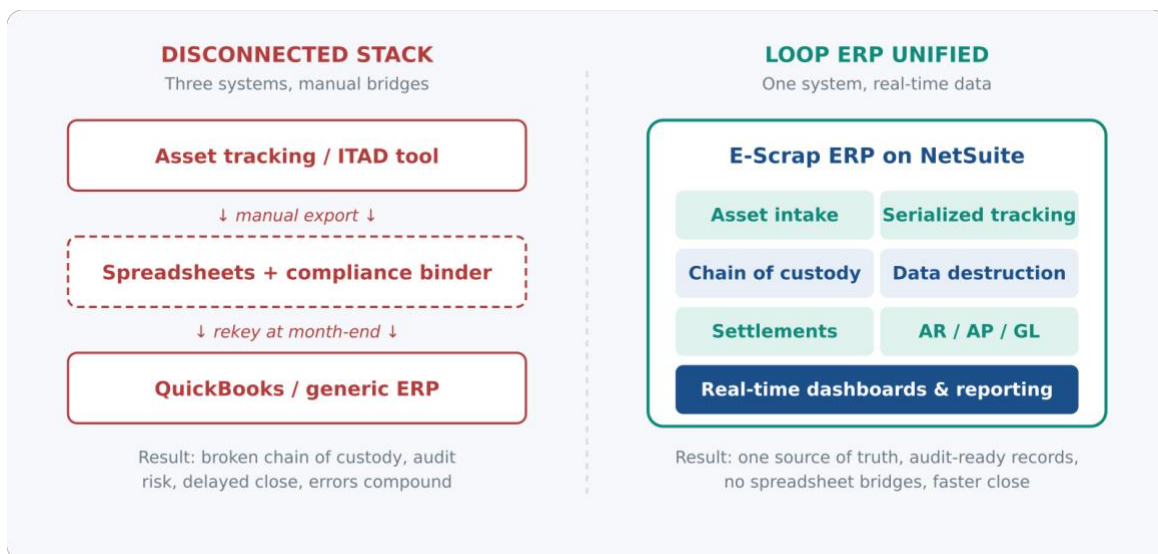 DISCONNECTED STACK
Three systems, manual bridges
Asset tracking / ITAD tool
↓ manual export ↓
Spreadsheets + compliance binder
↓ rekey at month-end ↓
QuickBooks / generic ERP
Result: broken chain of custody, audit
risk, delayed close, errors compound
LOOP ERP UNIFIED
One system, real-time data
E-Scrap ERP on NetSuite
Asset intake
Serialized tracking
Chain of custody
Data destruction
Settlements
AR / AP / GL
Real-time dashboards & reporting
Result: one source of truth, audit-ready records,
no spreadsheet bridges, faster close